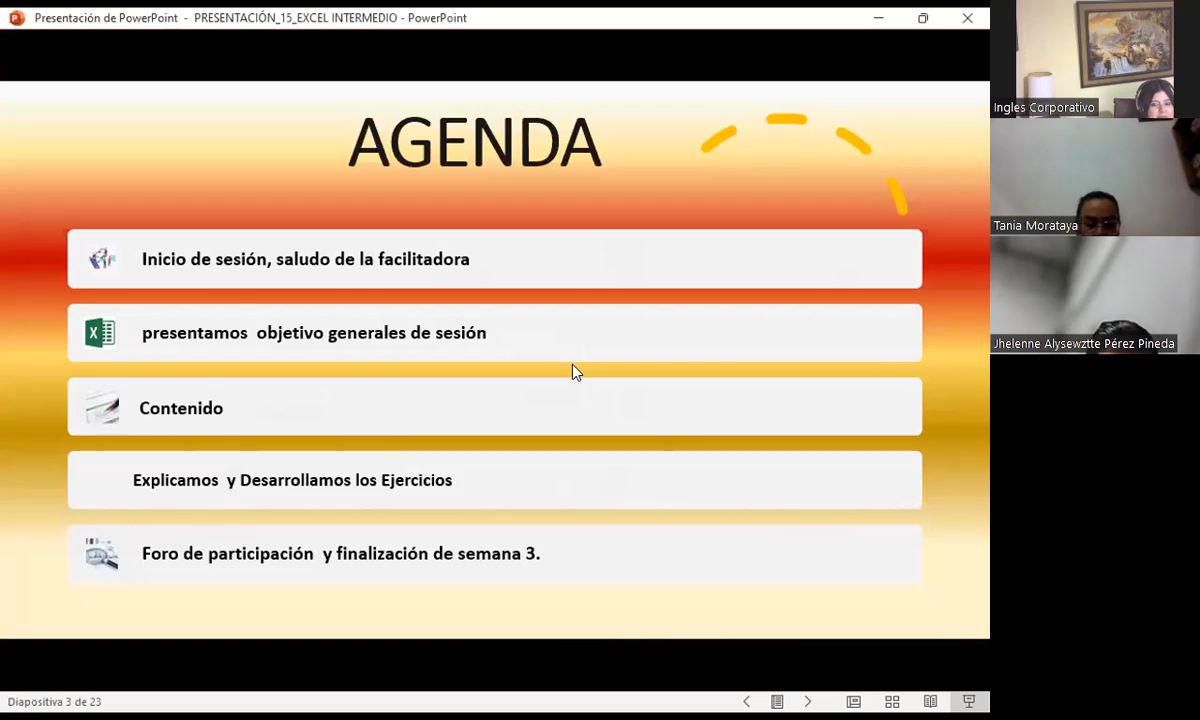 Presentación de PowerPoint - PRESENTACIÓN_15_EXCEL INTERMEDIO - PowerPoint
AGENDA
Inicio de sesión, saludo de la facilitadora
presentamos objetivo generales de sesión
Contenido
Explicamos y Desarrollamos los Ejercicios
Foro de participación y finalización de semana 3.
Diapositiva 3 de 23
Ingles Corporativo
Tania Morataya
Jhelenne Alysewztte Pérez Pineda